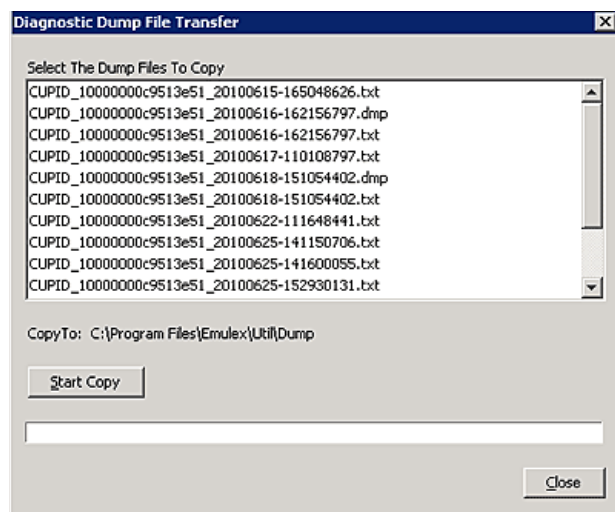 Diagnostic Dump File Transfer
Select The Dump Files To Copy
CUPID_10000000c9513e51_20100615-165048626.txt
CUPID_10000000c9513e51_20100616-162156797.dmp
CUPID_10000000c9513e51_20100616-162156797.txt
CUPID_10000000c9513e51_20100617-110108797.txt
CUPID_10000000c9513e51_20100618-151054402.dmp
CUPID_10000000c9513e51_20100618-151054402.txt
CUPID_10000000c9513e51_20100622-111648441.txt
CUPID_10000000c9513e51_20100625-141150706.txt
CUPID_10000000c9513e51_20100625-141600055.txt
CUPID_10000000c9513e51_20100625-152930131.txt
CopyTo: C:\Program Files\Emulex\Util\Dump
Start Copy
Close